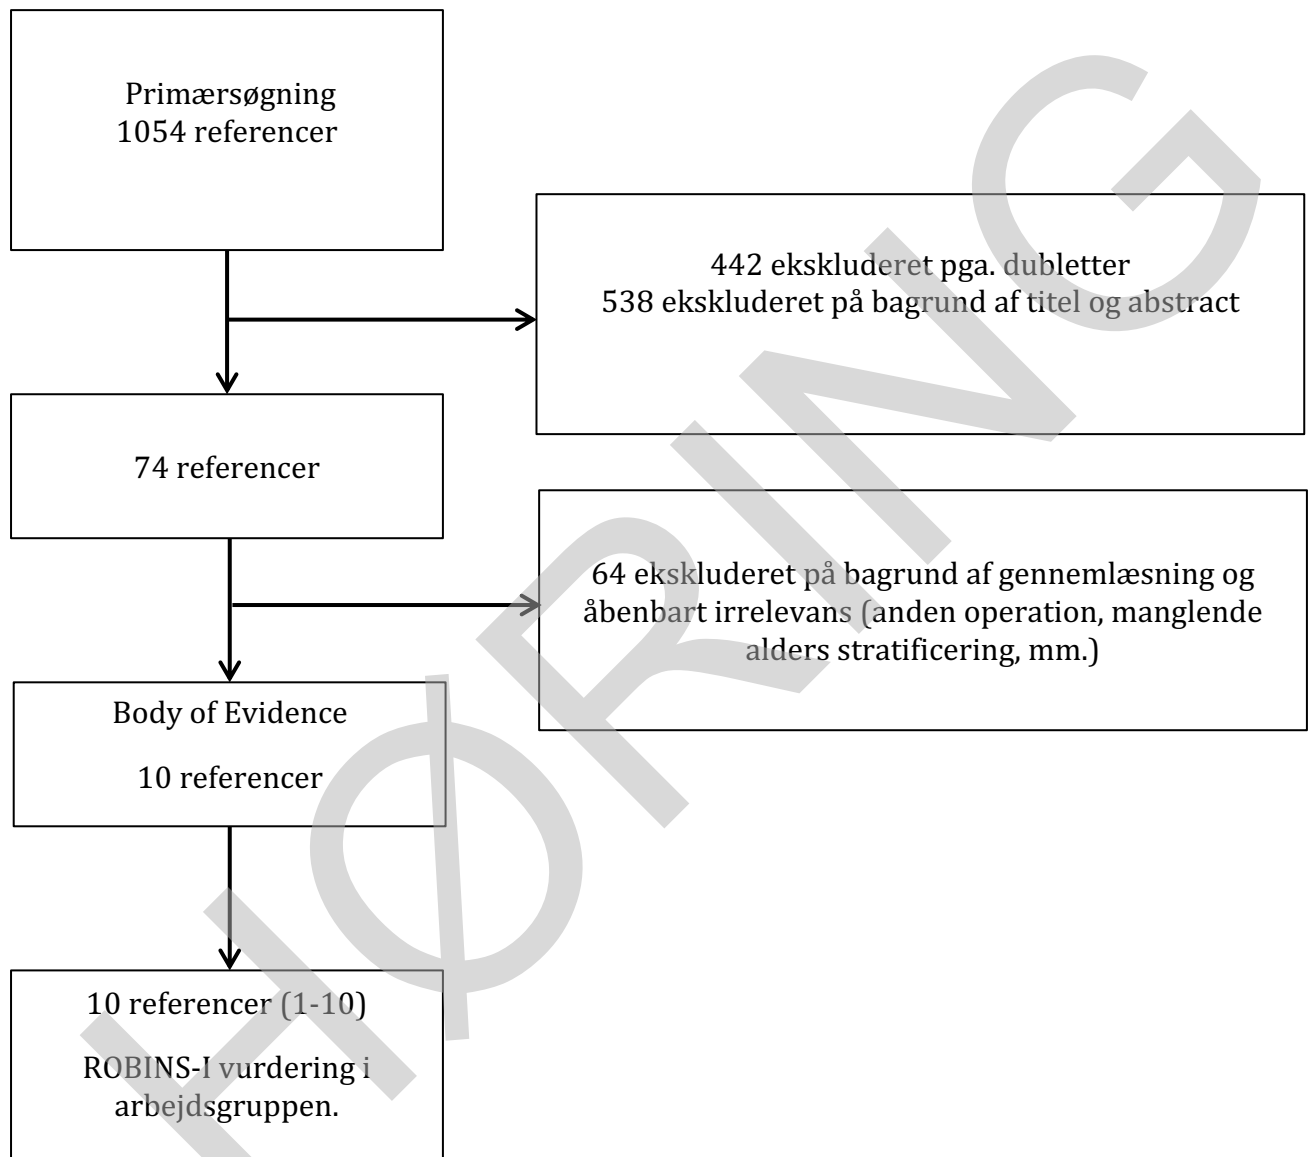 Primærsøgning
1054 referencer
442 ekskluderet pga. dubletter
538 ekskluderet på bagrund af titel og abstract
74 referencer
64 ekskluderet på bagrund af gennemlæsning og
åbenbart irrelevans (anden operation, manglende
alders stratificering, mm.)
Body of Evidence
10 referencer
10 referencer (1-10)
ROBINS-I vurdering i
arbejdsgruppen.
HØRING